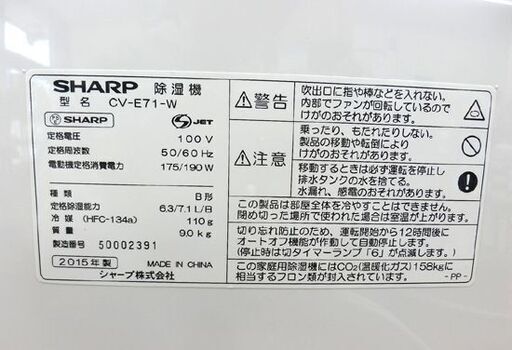 SHARP 除湿機
型名 CV-E71-W
SHARP
JET
定格電圧 100V
定格周波数 50/60Hz
電動機定格消費電力 175/190W
種類 B形
定格除湿能力 6.3/7.1L/日
冷媒 (HFC-134a) 110g
質量 9.0kg
製造番号 50002391
2015年製 MADE IN CHINA
シャープ株式会社
警告
吹出口に指や棒などを入れない。
内部でファンが回転しているので
けがのおそれがあります。
注意
乗ったり、もたれたりしない。
製品の移動や転倒で
けがのおそれがあります。
移動するときは必ず運転を停止し
排水タンクの水を捨てる。
水漏れ、感電のおそれがあります。
この製品は部屋全体を冷やすものではありません。
閉め切った場所で使われた場合は室温が上がります。
切り忘れ防止のため、運転開始から12時間後に
オートオフ機能が作動して自動停止します。
(停止時は切タイマーランプ「6」が点滅します。)
この家庭用除湿機にはCO₂(温暖化ガス)158kgに
相当するフロン類が封入されています。 -PP-